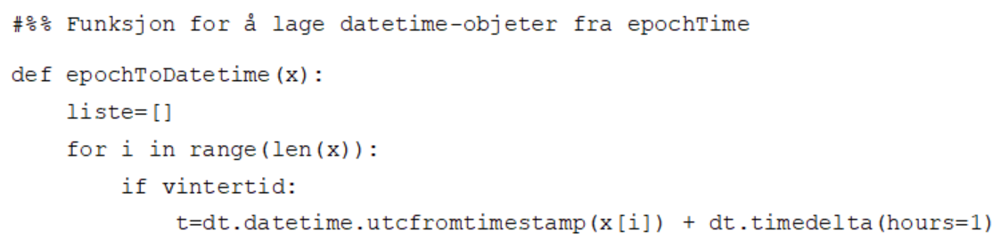 #%% Funksjon for å lage datetime-objeter fra epochTime
def epochToDatetime(x):
    liste=[]
    for i in range(len(x)):
        if vintertid:
            t=dt.datetime.utcfromtimestamp(x[i]) + dt.timedelta(hours=1)